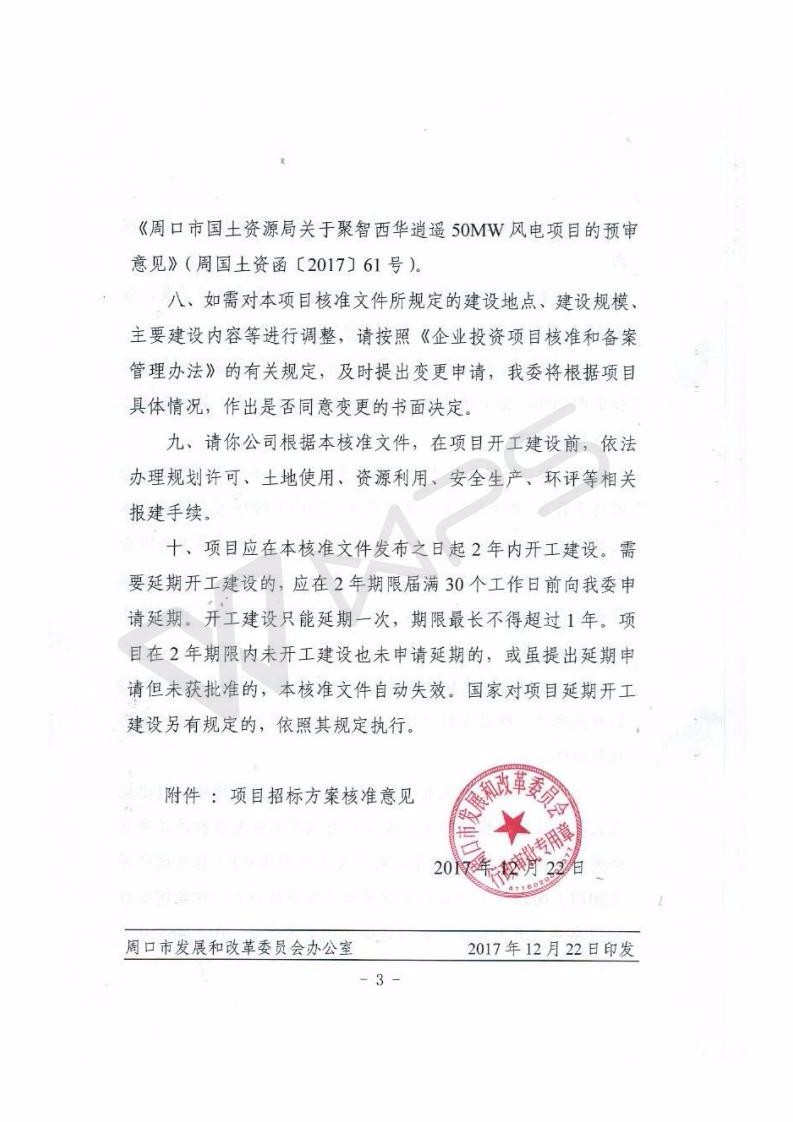 《周口市国土资源局关于聚智西华逍遥 50MW 风电项目的预审
意见》(周国土资函〔2017〕61 号)。
八、如需对本项目核准文件所规定的建设地点、建设规模、
主要建设内容等进行调整，请按照《企业投资项目核准和备案
管理办法》的有关规定，及时提出变更申请，我委将根据项目
具体情况，作出是否同意变更的书面决定。
九、请你公司根据本核准文件，在项目开工建设前，依法
办理规划许可、土地使用、资源利用、安全生产、环评等相关
报建手续。
十、项目应在本核准文件发布之日起 2 年内开工建设。需
要延期开工建设的，应在 2 年期限届满 30 个工作日前向我委申
请延期。开工建设只能延期一次，期限最长不得超过 1 年。项
目在 2 年期限内未开工建设也未申请延期的，或虽提出延期申
请但未获批准的，本核准文件自动失效。国家对项目延期开工
建设另有规定的，依照其规定执行。
附件 ：项目招标方案核准意见
周口市发展和改革委员会
行政审批专用章
2017 年 12 月 22 日
周口市发展和改革委员会办公室 2017 年 12 月 22 日印发
- 3 -
WPS